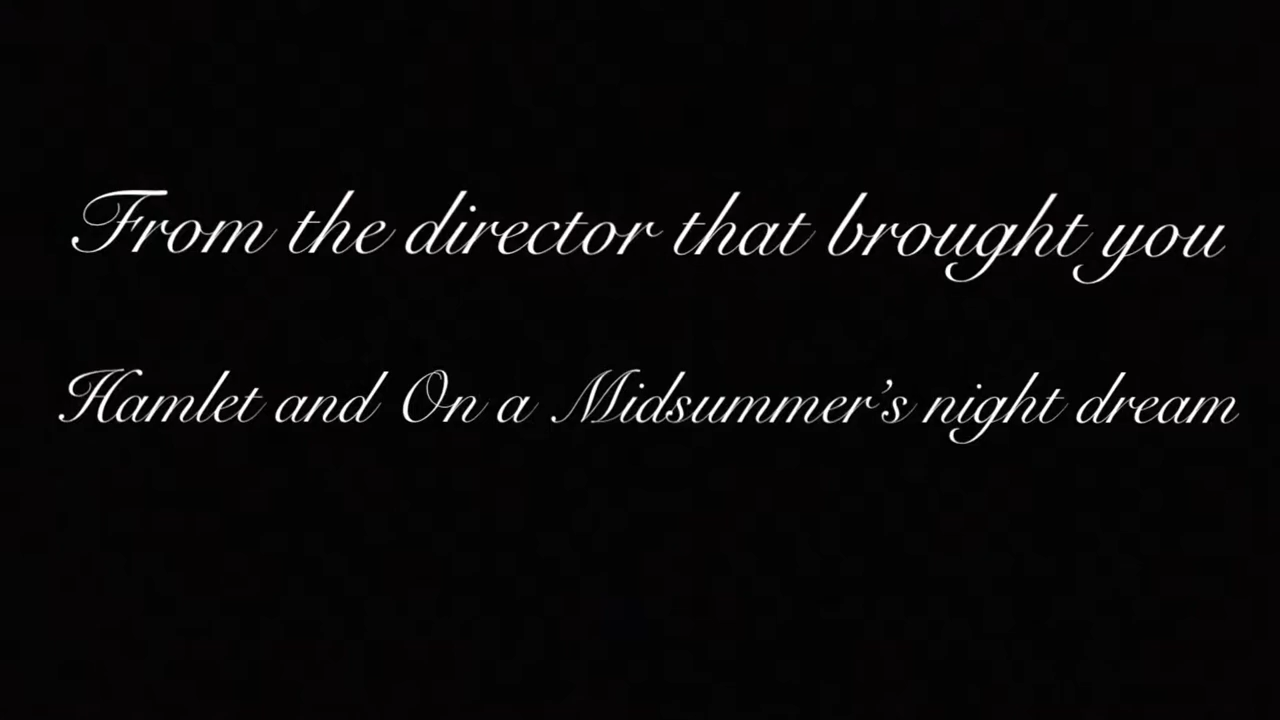 From the director that brought you
Hamlet and On a Midsummer's night dream